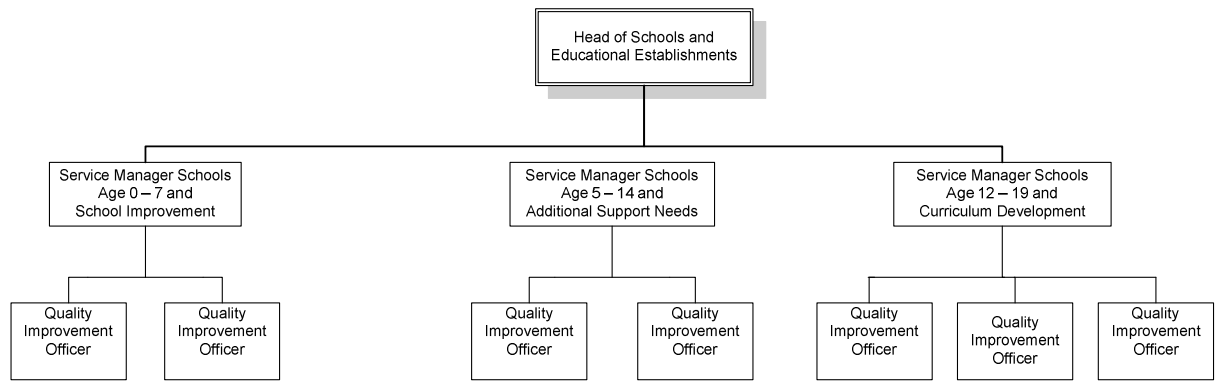 Head of Schools and
Educational Establishments
Service Manager Schools
Age 0 – 7 and
School Improvement
Service Manager Schools
Age 5 – 14 and
Additional Support Needs
Service Manager Schools
Age 12 – 19 and
Curriculum Development
Quality
Improvement
Officer
Quality
Improvement
Officer
Quality
Improvement
Officer
Quality
Improvement
Officer
Quality
Improvement
Officer
Quality
Improvement
Officer
Quality
Improvement
Officer